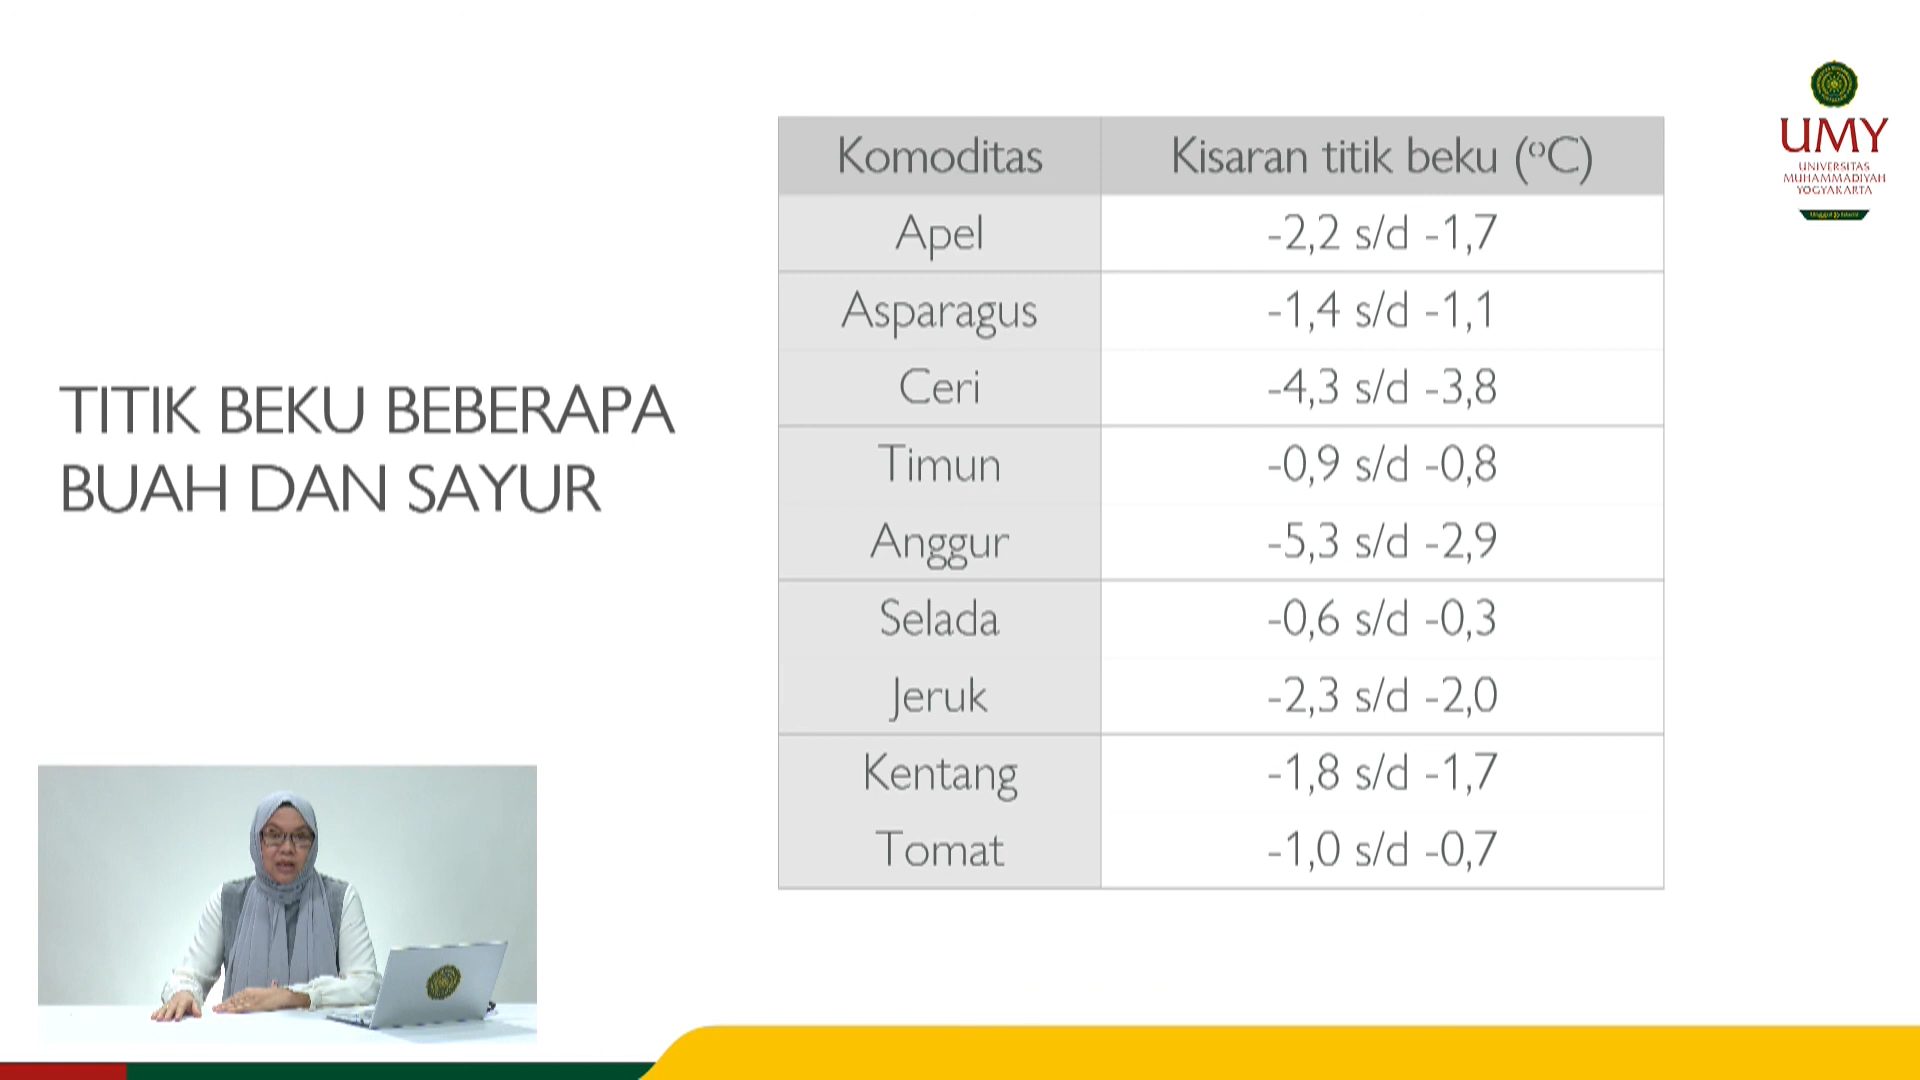 TITIK BEKU BEBERAPA
BUAH DAN SAYUR
Komoditas Kisaran titik beku (°C)
Apel -2,2 s/d -1,7
Asparagus -1,4 s/d -1,1
Ceri -4,3 s/d -3,8
Timun -0,9 s/d -0,8
Anggur -5,3 s/d -2,9
Selada -0,6 s/d -0,3
Jeruk -2,3 s/d -2,0
Kentang -1,8 s/d -1,7
Tomat -1,0 s/d -0,7
UMY
UNIVERSITAS
MUHAMMADIYAH
YOGYAKARTA